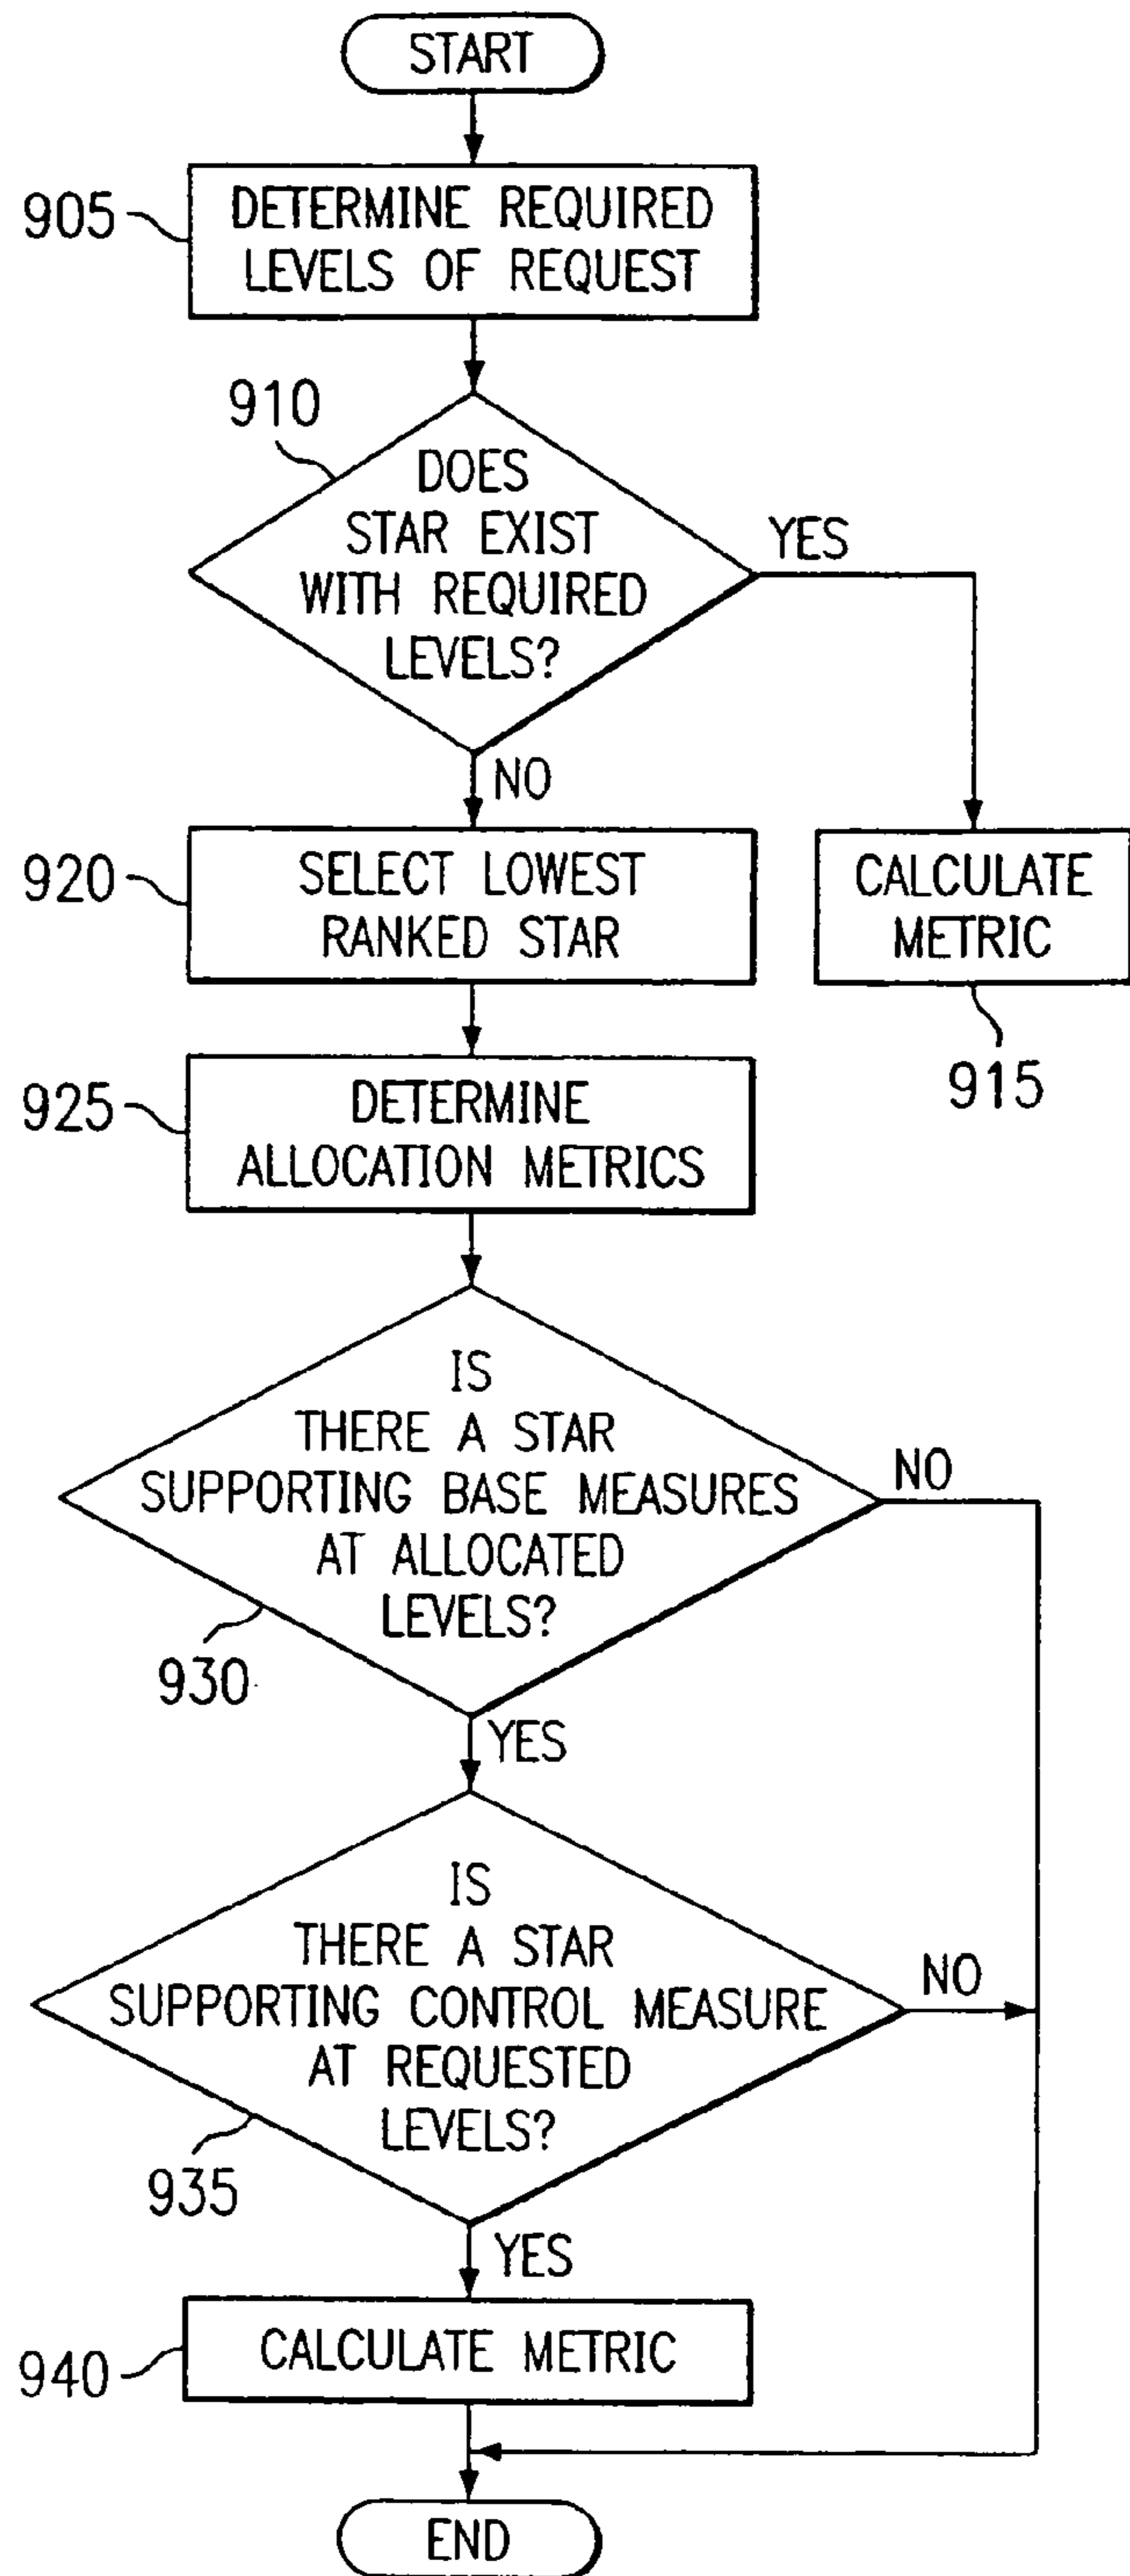 START
905
DETERMINE REQUIRED
LEVELS OF REQUEST
910
DOES
STAR EXIST
WITH REQUIRED
LEVELS?
YES
NO
920
SELECT LOWEST
RANKED STAR
CALCULATE
METRIC
915
925
DETERMINE
ALLOCATION METRICS
IS
THERE A STAR
SUPPORTING BASE MEASURES
AT ALLOCATED
LEVELS?
NO
930
YES
IS
THERE A STAR
SUPPORTING CONTROL MEASURE
AT REQUESTED
LEVELS?
NO
935
YES
940
CALCULATE METRIC
END